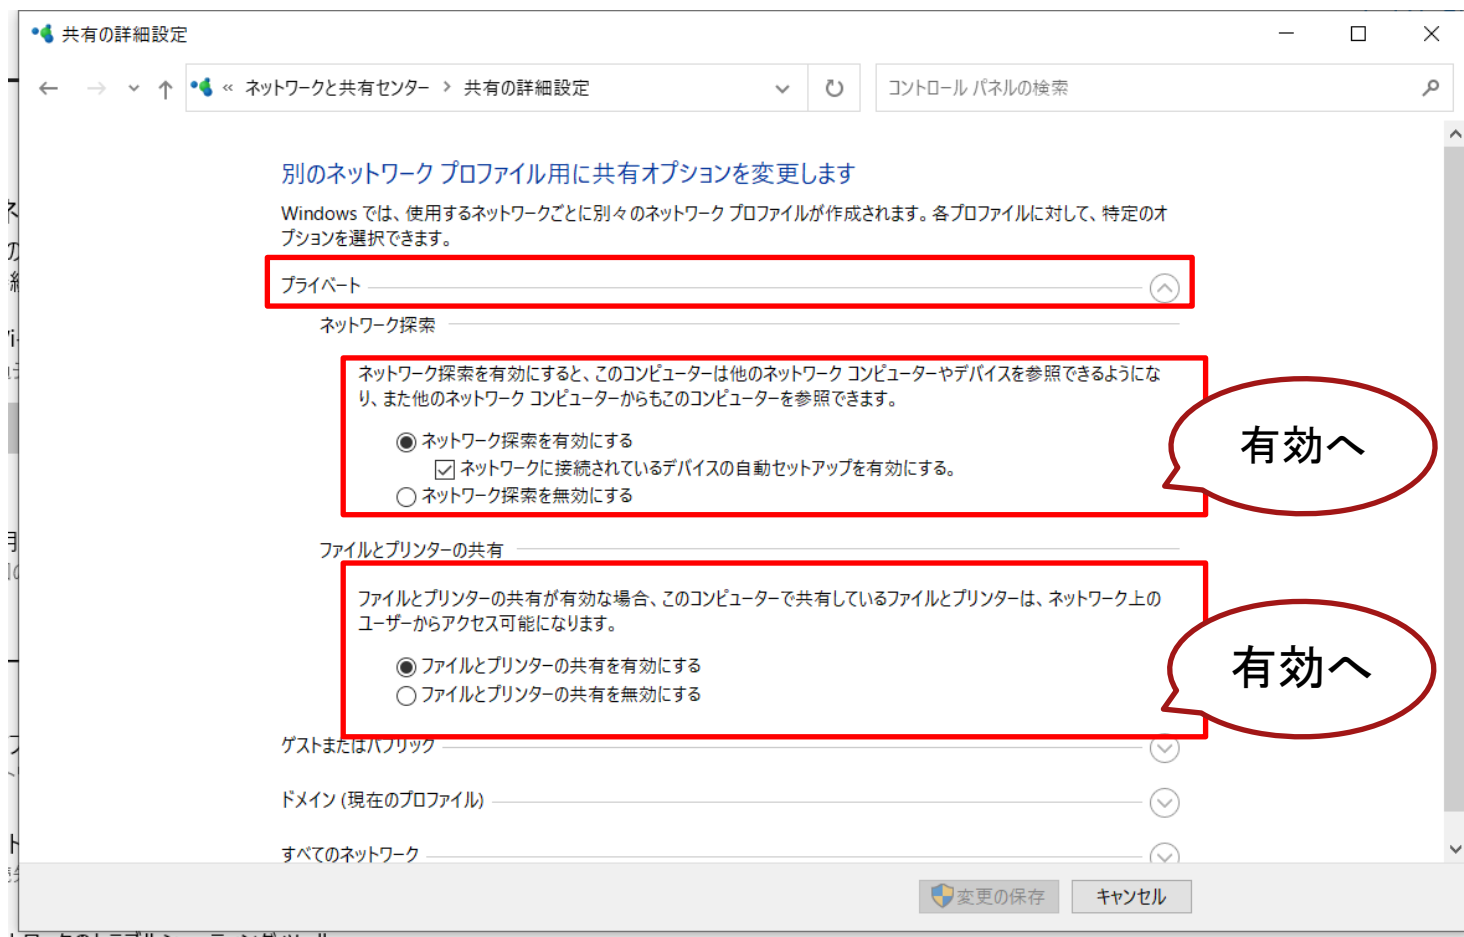 共有の詳細設定
« ネットワークと共有センター > 共有の詳細設定
コントロール パネルの検索
別のネットワーク プロファイル用に共有オプションを変更します
Windows では、使用するネットワークごとに別々のネットワーク プロファイルが作成されます。各プロファイルに対して、特定のオ
プションを選択できます。
プライベート
ネットワーク探索
ネットワーク探索を有効にすると、このコンピューターは他のネットワーク コンピューターやデバイスを参照できるようにな
り、また他のネットワーク コンピューターからもこのコンピューターを参照できます。
ネットワーク探索を有効にする
ネットワークに接続されているデバイスの自動セットアップを有効にする。
ネットワーク探索を無効にする
有効へ
ファイルとプリンターの共有
ファイルとプリンターの共有が有効な場合、このコンピューターで共有しているファイルとプリンターは、ネットワーク上の
ユーザーからアクセス可能になります。
ファイルとプリンターの共有を有効にする
ファイルとプリンターの共有を無効にする
有効へ
ゲストまたはパブリック
ドメイン (現在のプロファイル)
すべてのネットワーク
変更の保存
キャンセル